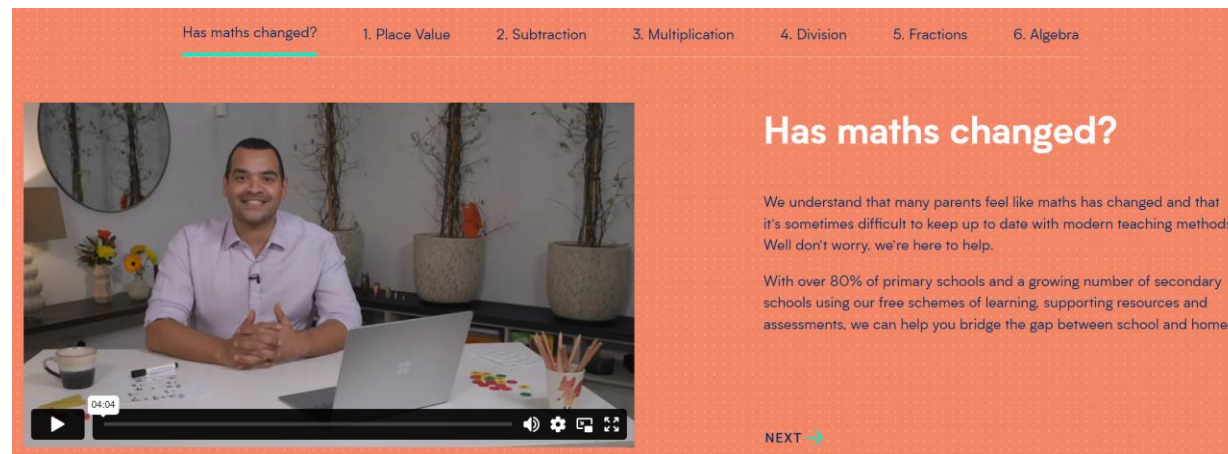 Has maths changed?
1. Place Value
2. Subtraction
3. Multiplication
4. Division
5. Fractions
6. Algebra
04:04
Has maths changed?
We understand that many parents feel like maths has changed and that
it's sometimes difficult to keep up to date with modern teaching methods
Well don't worry, we're here to help.
With over 80% of primary schools and a growing number of secondary
schools using our free schemes of learning, supporting resources and
assessments, we can help you bridge the gap between school and home
NEXT